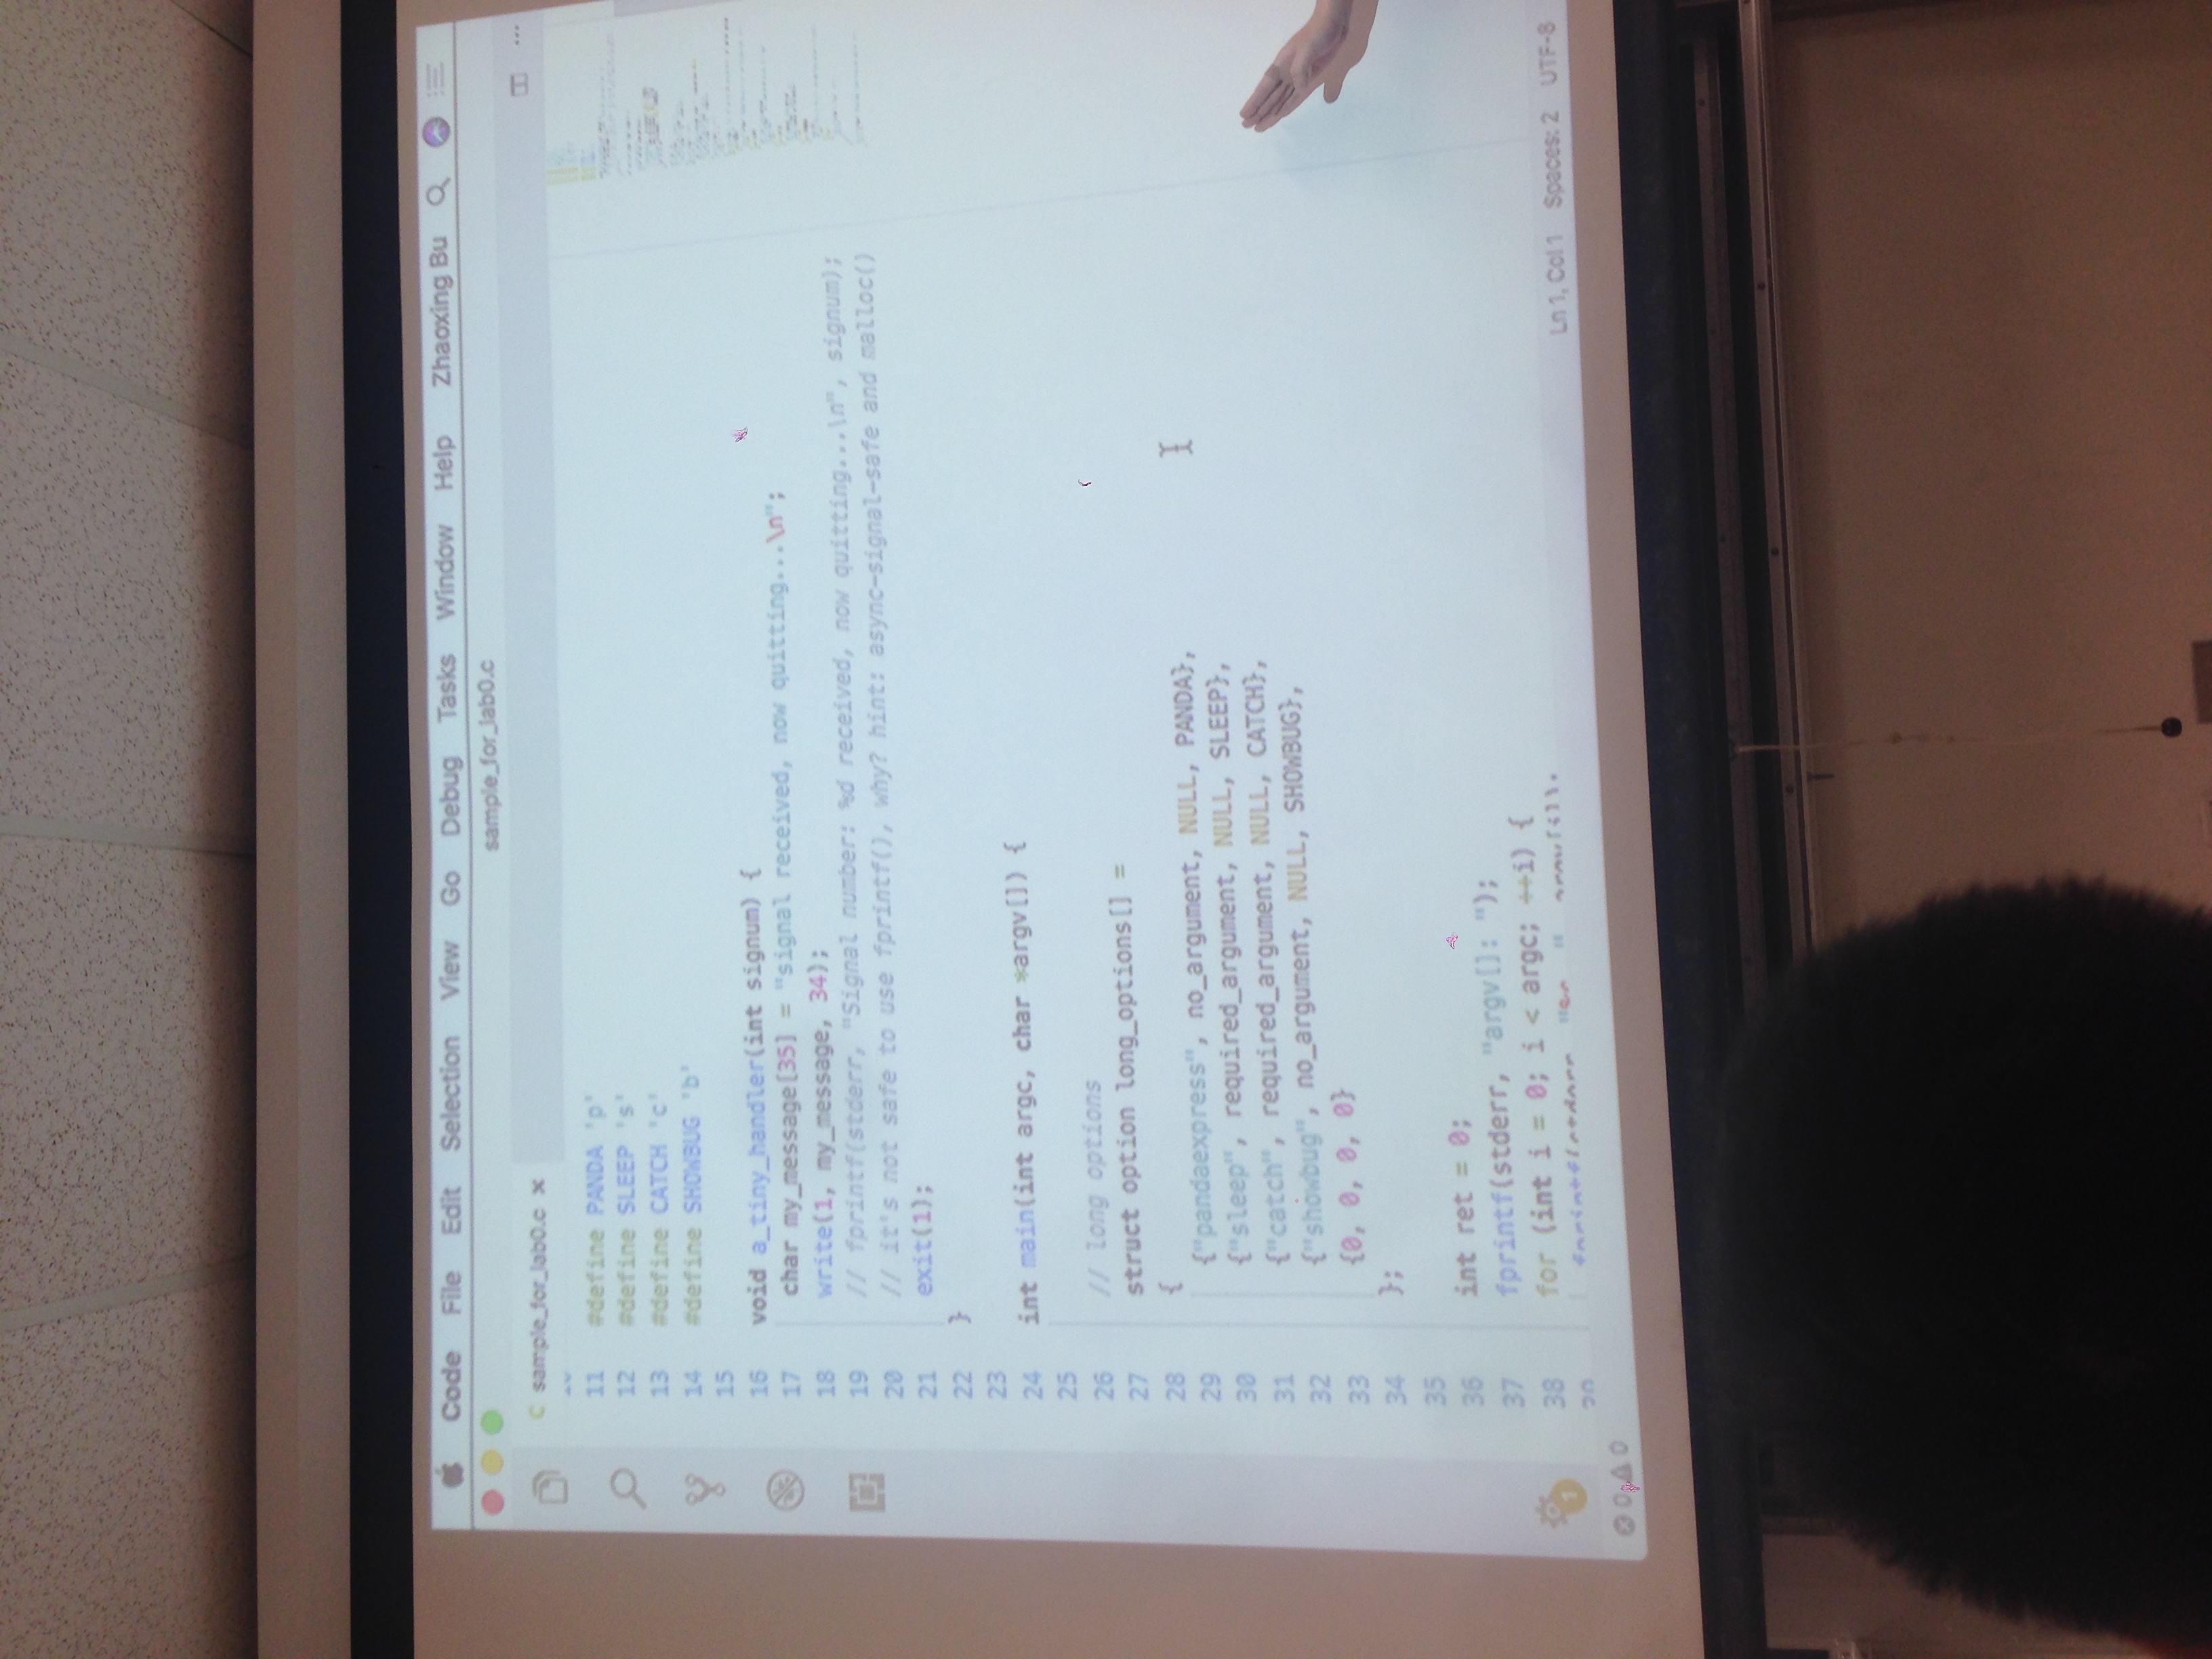 Code File Edit Selection View Go Debug Tasks Window Help Zhaoxing Bu
sample_for_lab0.c
C sample_for_lab0.c × ...
11 #define PANDA 'p'
12 #define SLEEP 's'
13 #define CATCH 'c'
14 #define SHOWBUG 'b'
15
16 void a_tiny_handler(int signum) {
17 char my_message[35] = "signal received, now quitting...\n";
18 write(1, my_message, 34);
19 // fprintf(stderr, "Signal number: %d received, now quitting...\n", signum);
20 // it's not safe to use fprintf(), why? hint: async-signal-safe and malloc()
21 exit(1);
22 }
23
24 int main(int argc, char *argv[]) {
25
26 // long options
27 struct option long_options[] =
28 {
29 {"pandaexpress", no_argument, NULL, PANDA},
30 {"sleep", required_argument, NULL, SLEEP},
31 {"catch", required_argument, NULL, CATCH},
32 {"showbug", no_argument, NULL, SHOWBUG},
33 {0, 0, 0, 0}
34 };
35
36 int ret = 0;
37 fprintf(stderr, "argv[]: ");
38 for (int i = 0; i < argc; ++i) {
1
Ln 1, Col 1 Spaces: 2 UTF-8
0 0